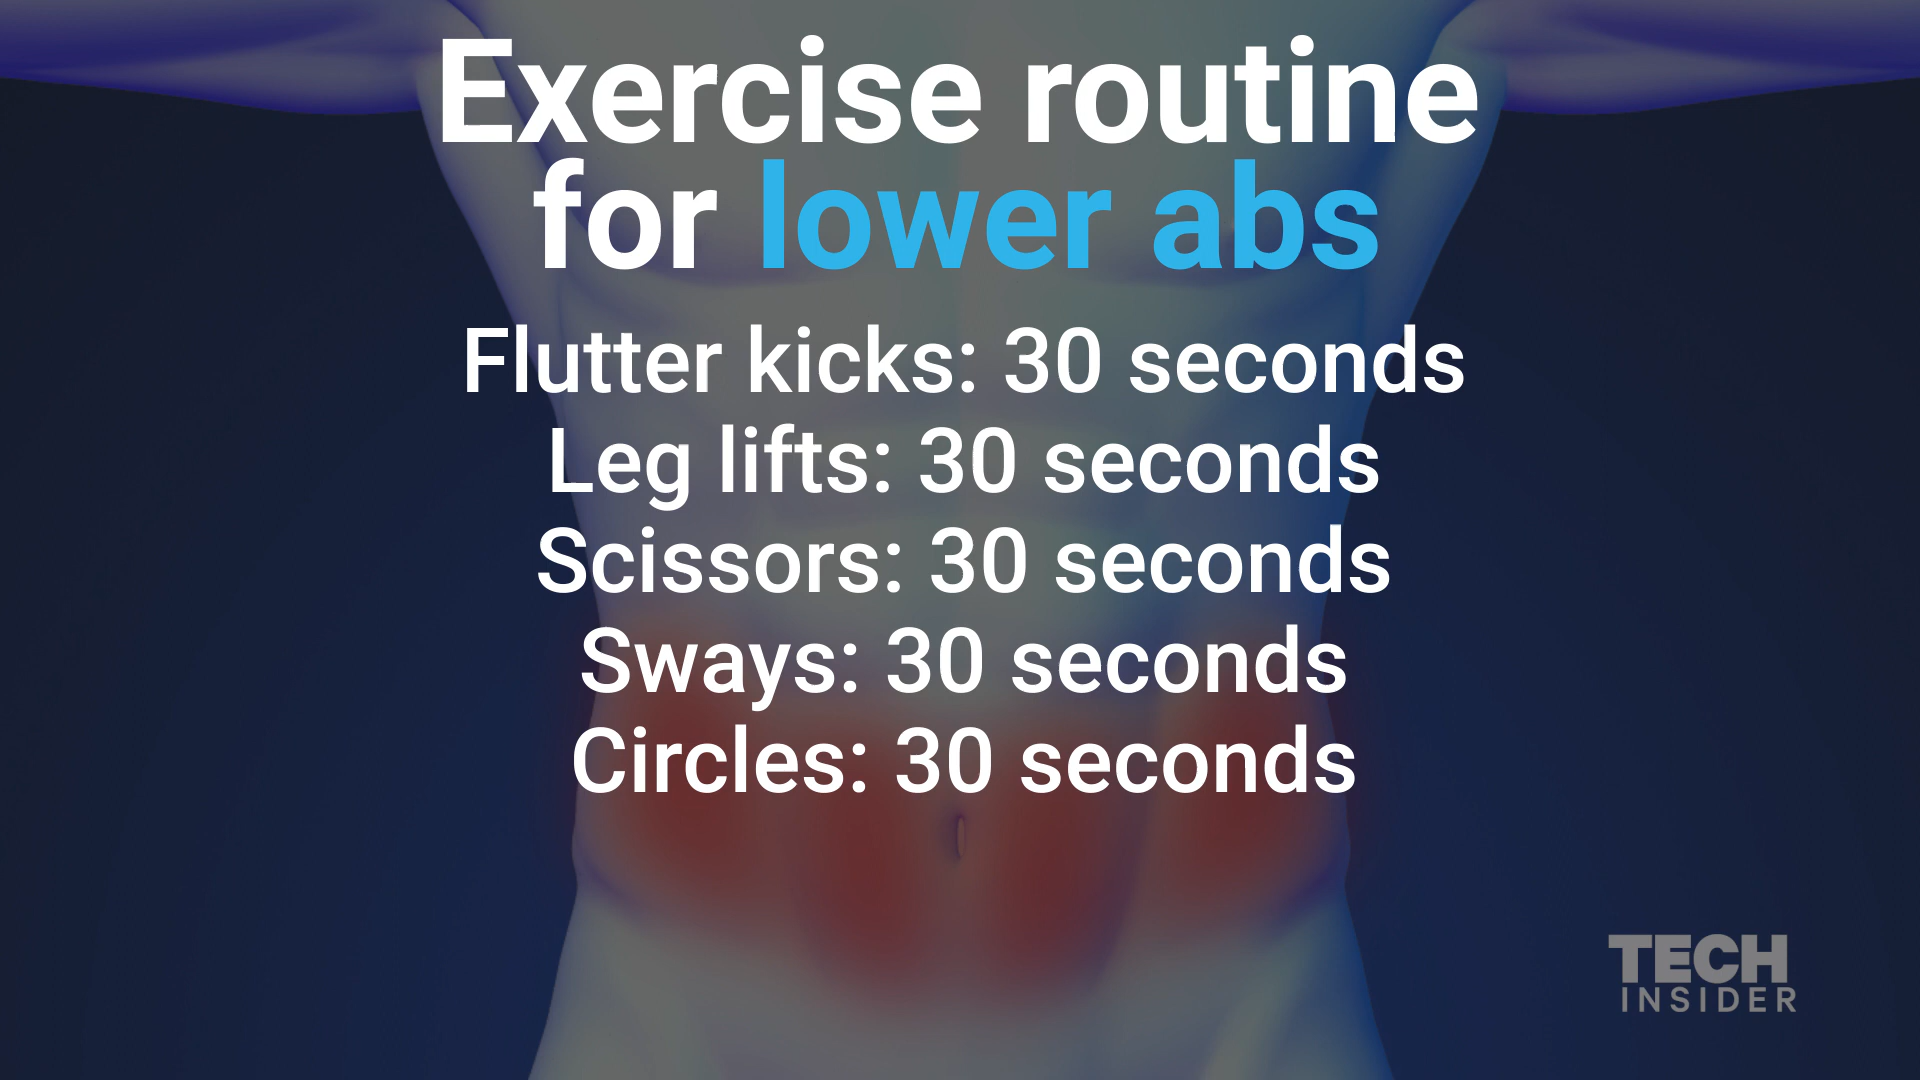 Exercise routine
for lower abs
Flutter kicks: 30 seconds
Leg lifts: 30 seconds
Scissors: 30 seconds
Sways: 30 seconds
Circles: 30 seconds
TECH
INSIDER